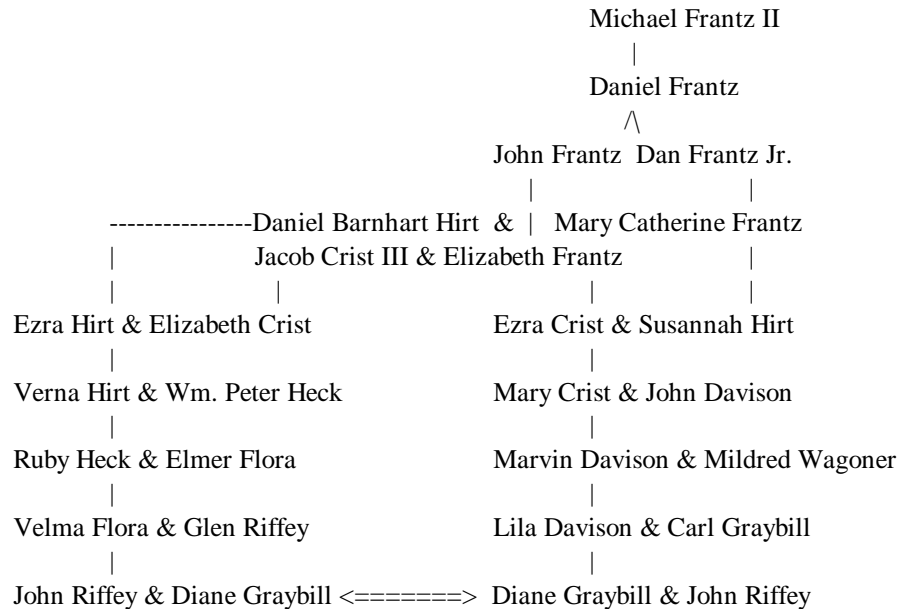 Michael Frantz II
|
Daniel Frantz
/\
John Frantz  Dan Frantz Jr.
|                    |
----------------Daniel Barnhart Hirt & |  Mary Catherine Frantz
|          Jacob Crist III & Elizabeth Frantz          |
|          |          |          |
Ezra Hirt & Elizabeth Crist          Ezra Crist & Susannah Hirt
|          |
Verna Hirt & Wm. Peter Heck          Mary Crist & John Davison
|          |
Ruby Heck & Elmer Flora          Marvin Davison & Mildred Wagoner
|          |
Velma Flora & Glen Riffey          Lila Davison & Carl Graybill
|          |
John Riffey & Diane Graybill <=======> Diane Graybill & John Riffey